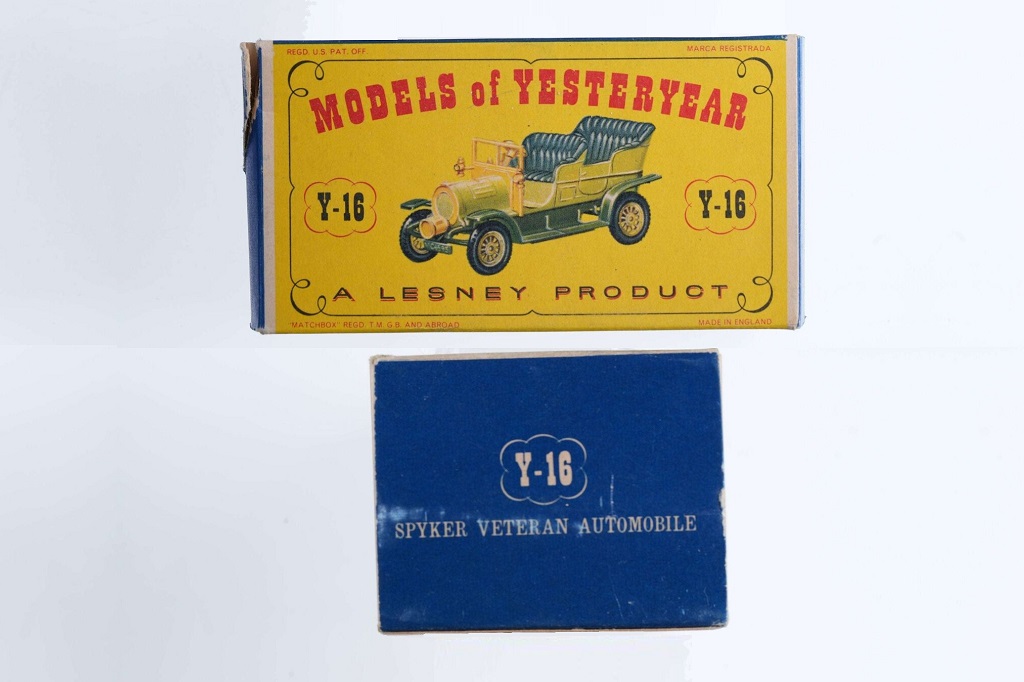 REGD. U.S. PAT. OFF. MARCA REGISTRADA
MODELS of YESTERYEAR
Y-16 Y-16
A LESNEY PRODUCT
"MATCHBOX" REGD. T.M. G.B. AND ABROAD MADE IN ENGLAND
Y-16
SPYKER VETERAN AUTOMOBILE